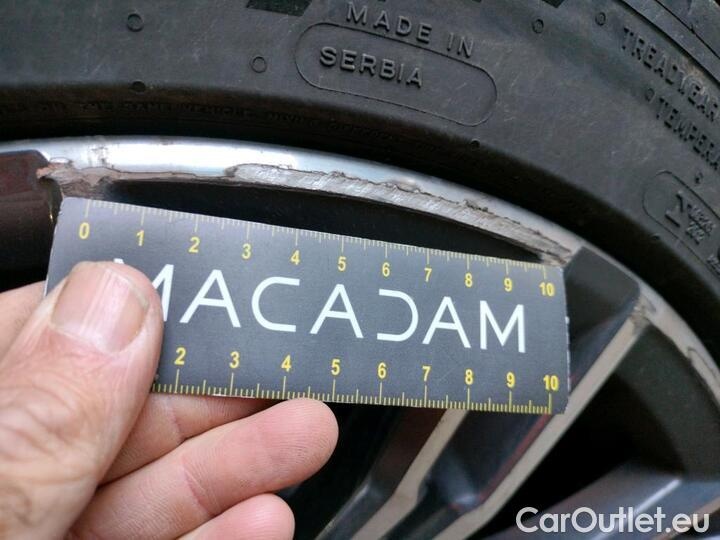 MADE IN
SERBIA
TREADWEAR
0 1 2 3 4 5 6 7 8 9 10
MACADAM
2 3 4 5 6 7 8 9 10
CarOutlet.eu